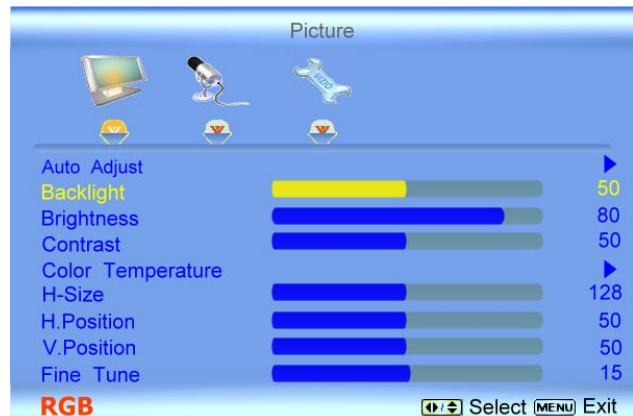 Picture
VIZIO
V V V
Auto Adjust
Backlight 50
Brightness 80
Contrast 50
Color Temperature
H-Size 128
H.Position 50
V.Position 50
Fine Tune 15
RGB Select MENU Exit